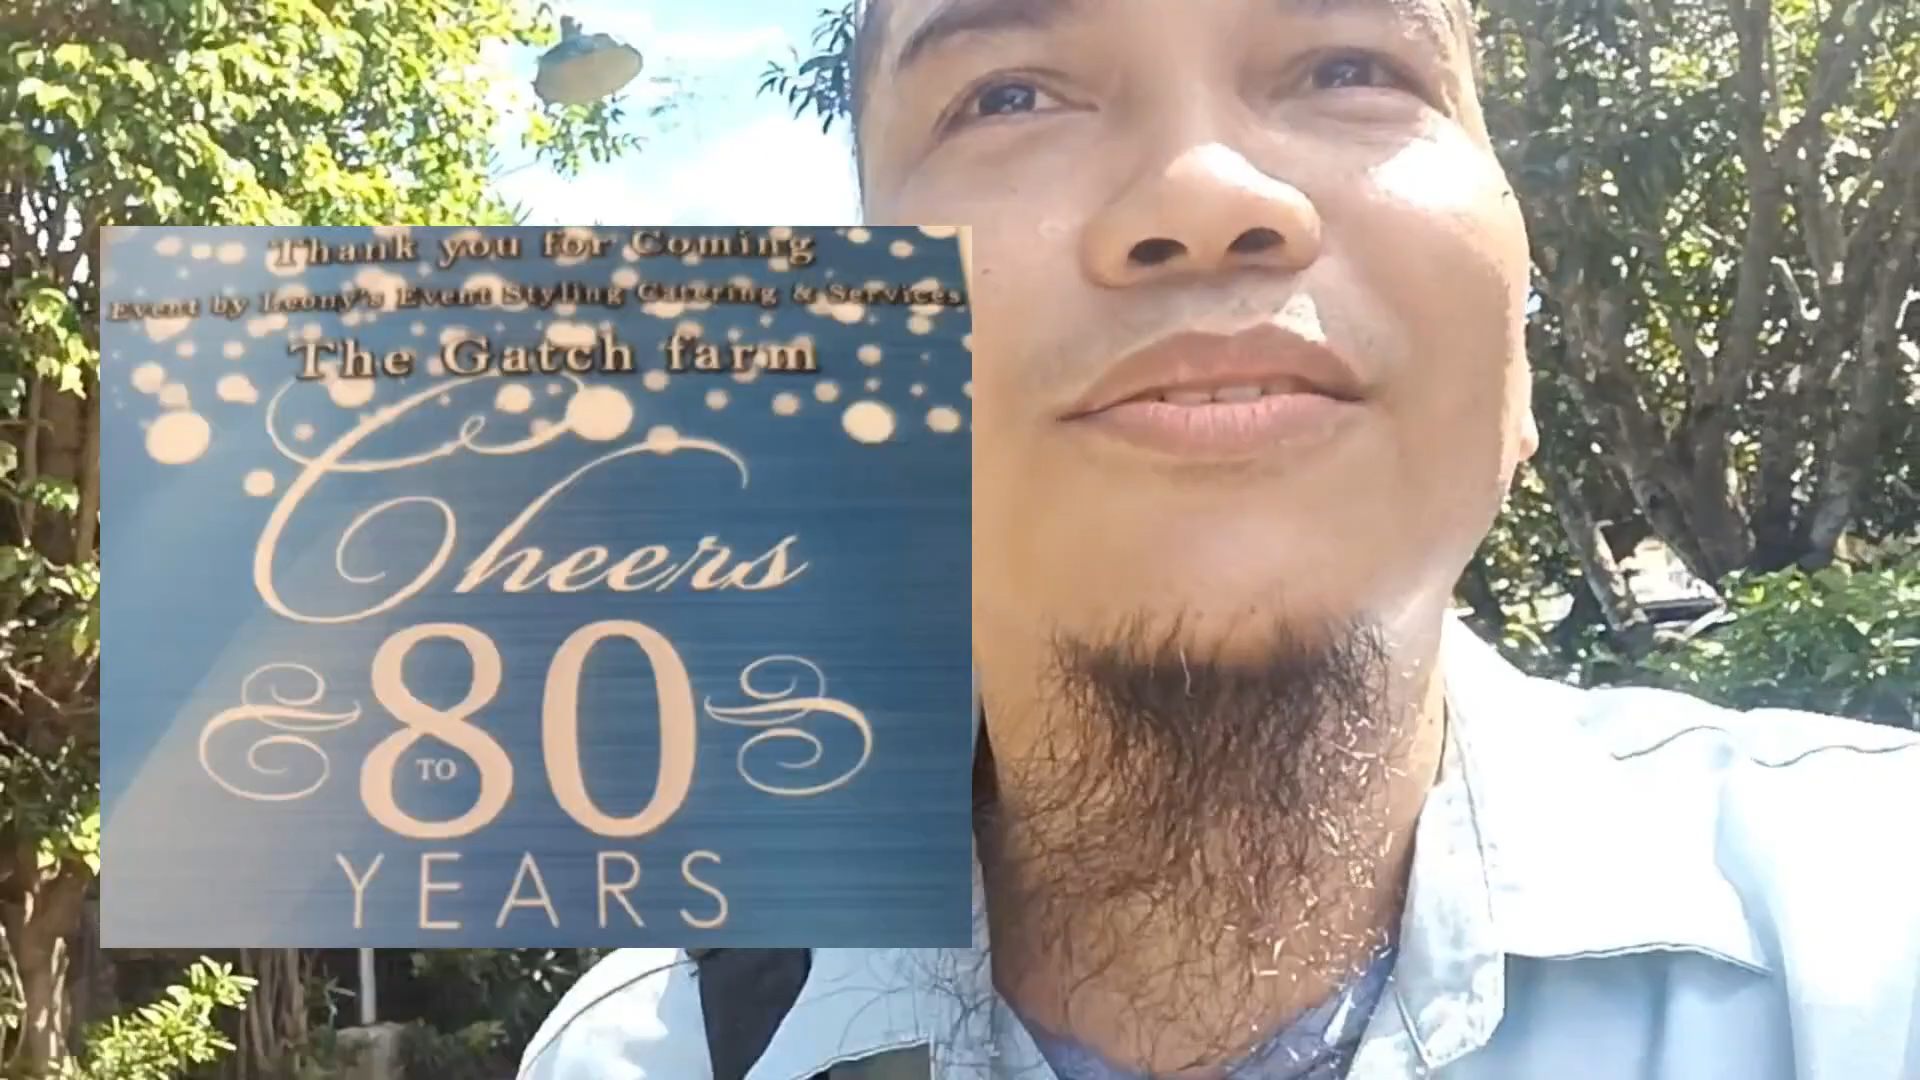 Thank you for Coming
Event by Leony's Event Styling Catering & Services
The Gatch farm
Cheers
TO
80
YEARS